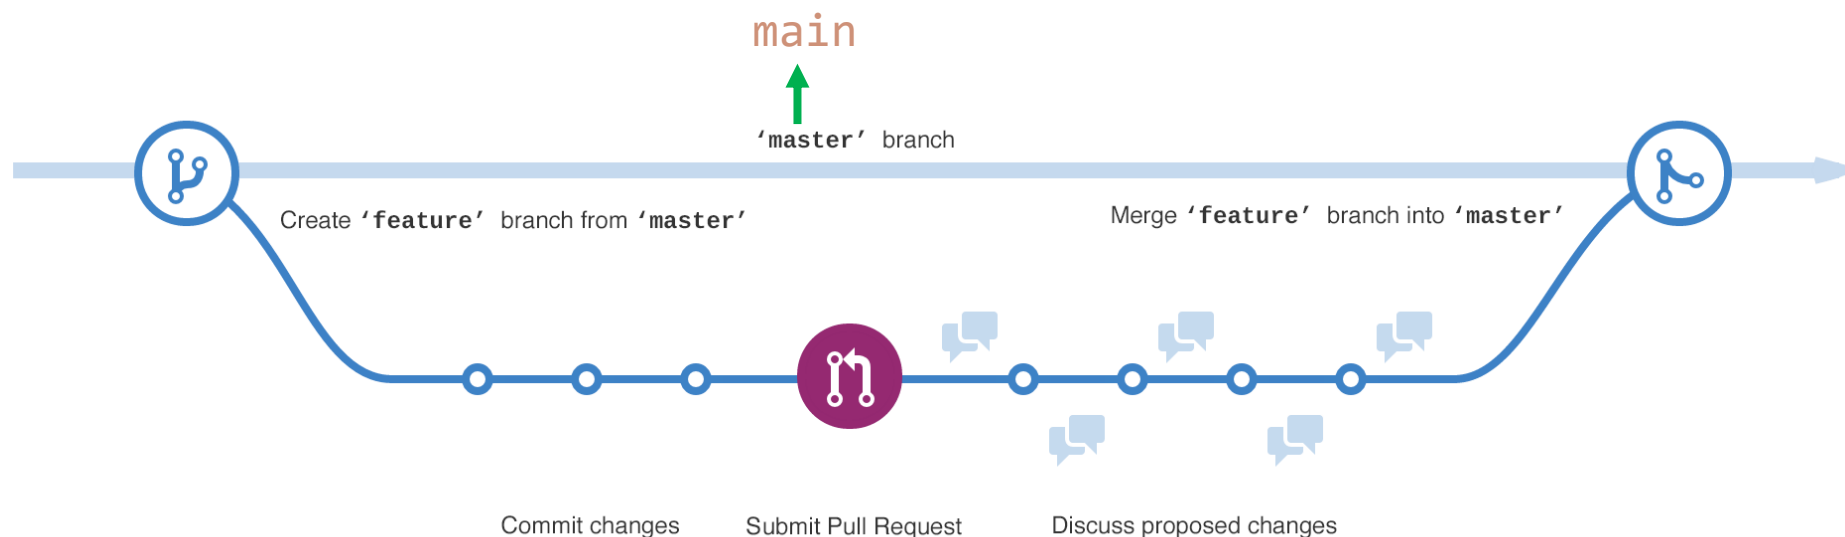 main
‘master’ branch
Create ‘feature’ branch from ‘master’
Merge ‘feature’ branch into ‘master’
Commit changes
Submit Pull Request
Discuss proposed changes